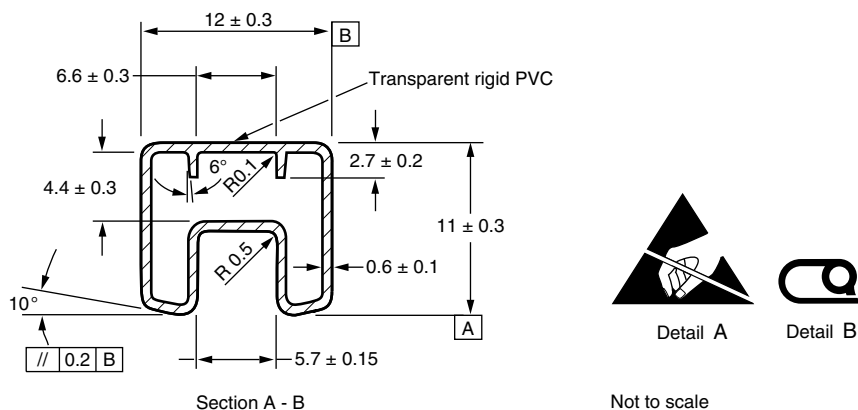 12 ± 0.3
B
6.6 ± 0.3
Transparent rigid PVC
6°
R0.1
2.7 ± 0.2
4.4 ± 0.3
11 ± 0.3
R 0.5
0.6 ± 0.1
10°
A
// 0.2 B
5.7 ± 0.15
Detail A
Detail B
Section A - B
Not to scale